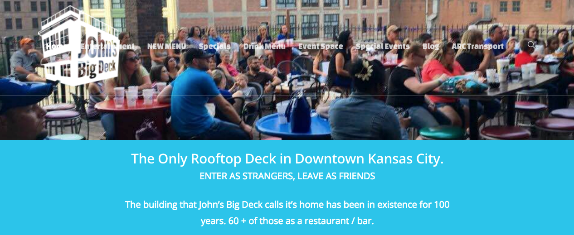 Home Entertainment NEW MENU Specials Drink Menu Event Space Special Events Blog ARCTransport
John's
Big Deck
The Only Rooftop Deck in Downtown Kansas City.
ENTER AS STRANGERS, LEAVE AS FRIENDS
The building that John's Big Deck calls it's home has been in existence for 100
years. 60 + of those as a restaurant / bar.